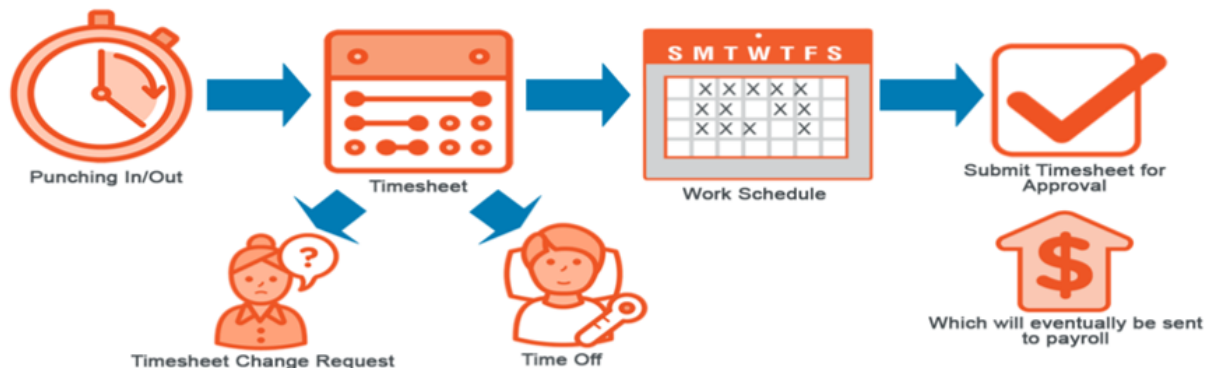 S M T W T F S
X X X X X
X X X X
X X X X
Punching In/Out
Timesheet
Work Schedule
Submit Timesheet for
Approval
?
$
Timesheet Change Request
Time Off
Which will eventually be sent
to payroll